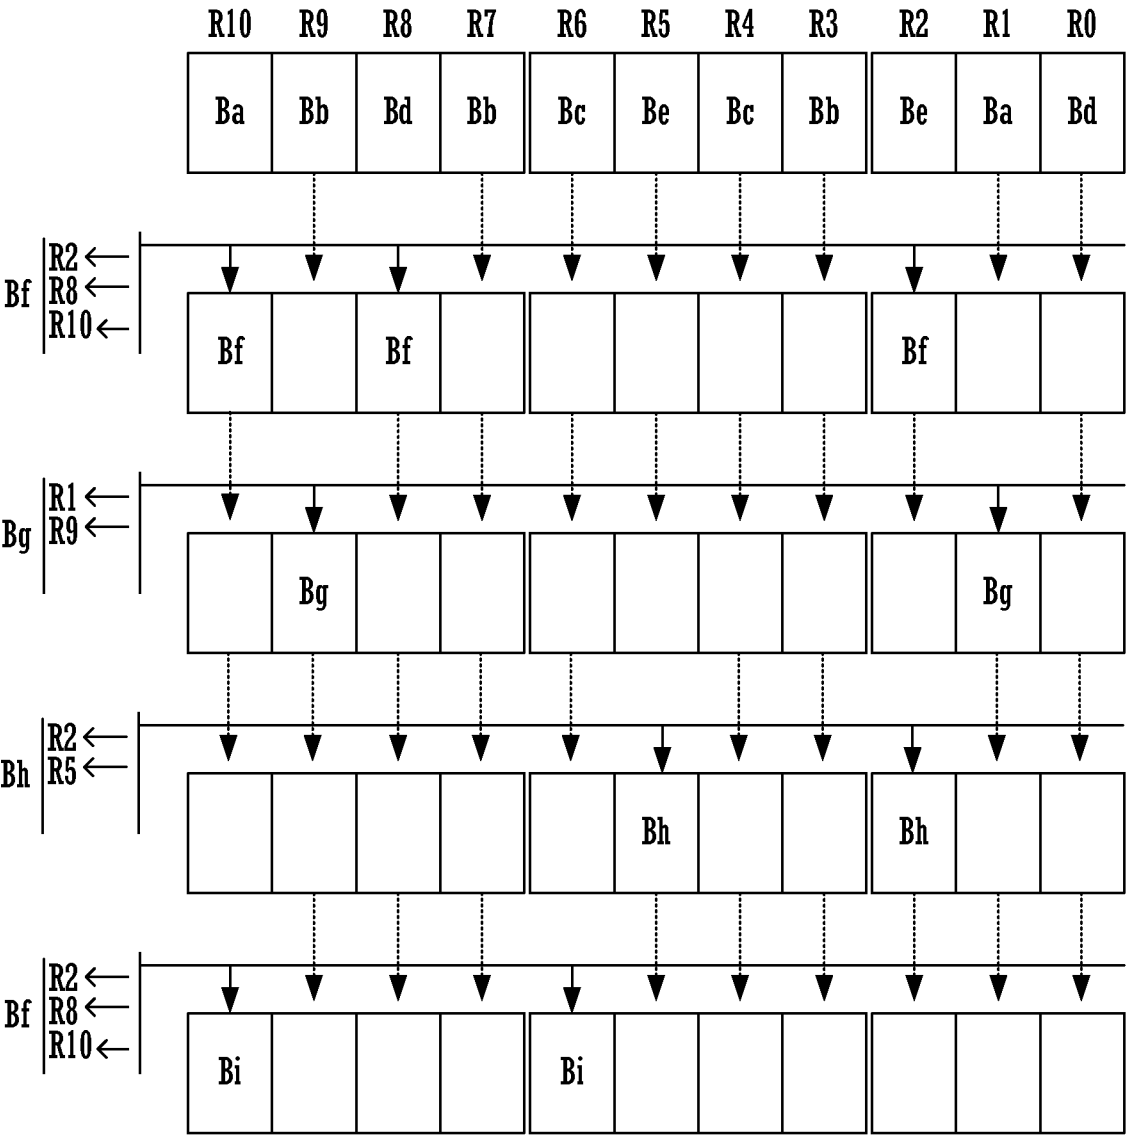 R10 R9 R8 R7 R6 R5 R4 R3 R2 R1 R0
Ba Bb Bd Bb Bc Be Bc Bb Be Ba Bd
R2
Bf R8
R10
Bf Bf Bf
R1
Bg R9
Bg Bg
R2
Bh R5
Bh Bh
R2
Bf R8
R10
Bi Bi